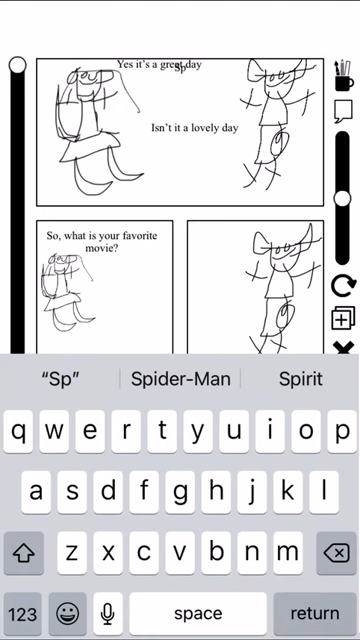 Yes it's a great day
Sp
Isn't it a lovely day
So, what is your favorite
movie?
“Sp”
Spider-Man
Spirit
q w e r t y u i o p
a s d f g h j k l
z x c v b n m
123
space
return